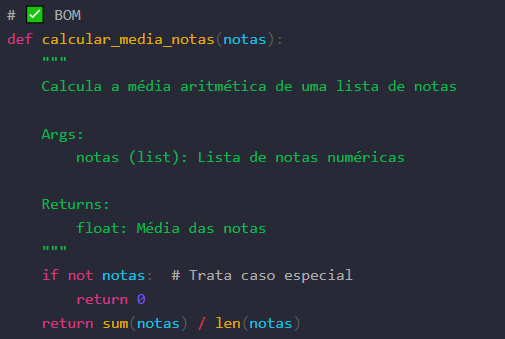 # ✅ BOM
def calcular_media_notas(notas):
    """
    Calcula a média aritmética de uma lista de notas

    Args:
        notas (list): Lista de notas numéricas

    Returns:
        float: Média das notas
    """
    if not notas:  # Trata caso especial
        return 0
    return sum(notas) / len(notas)